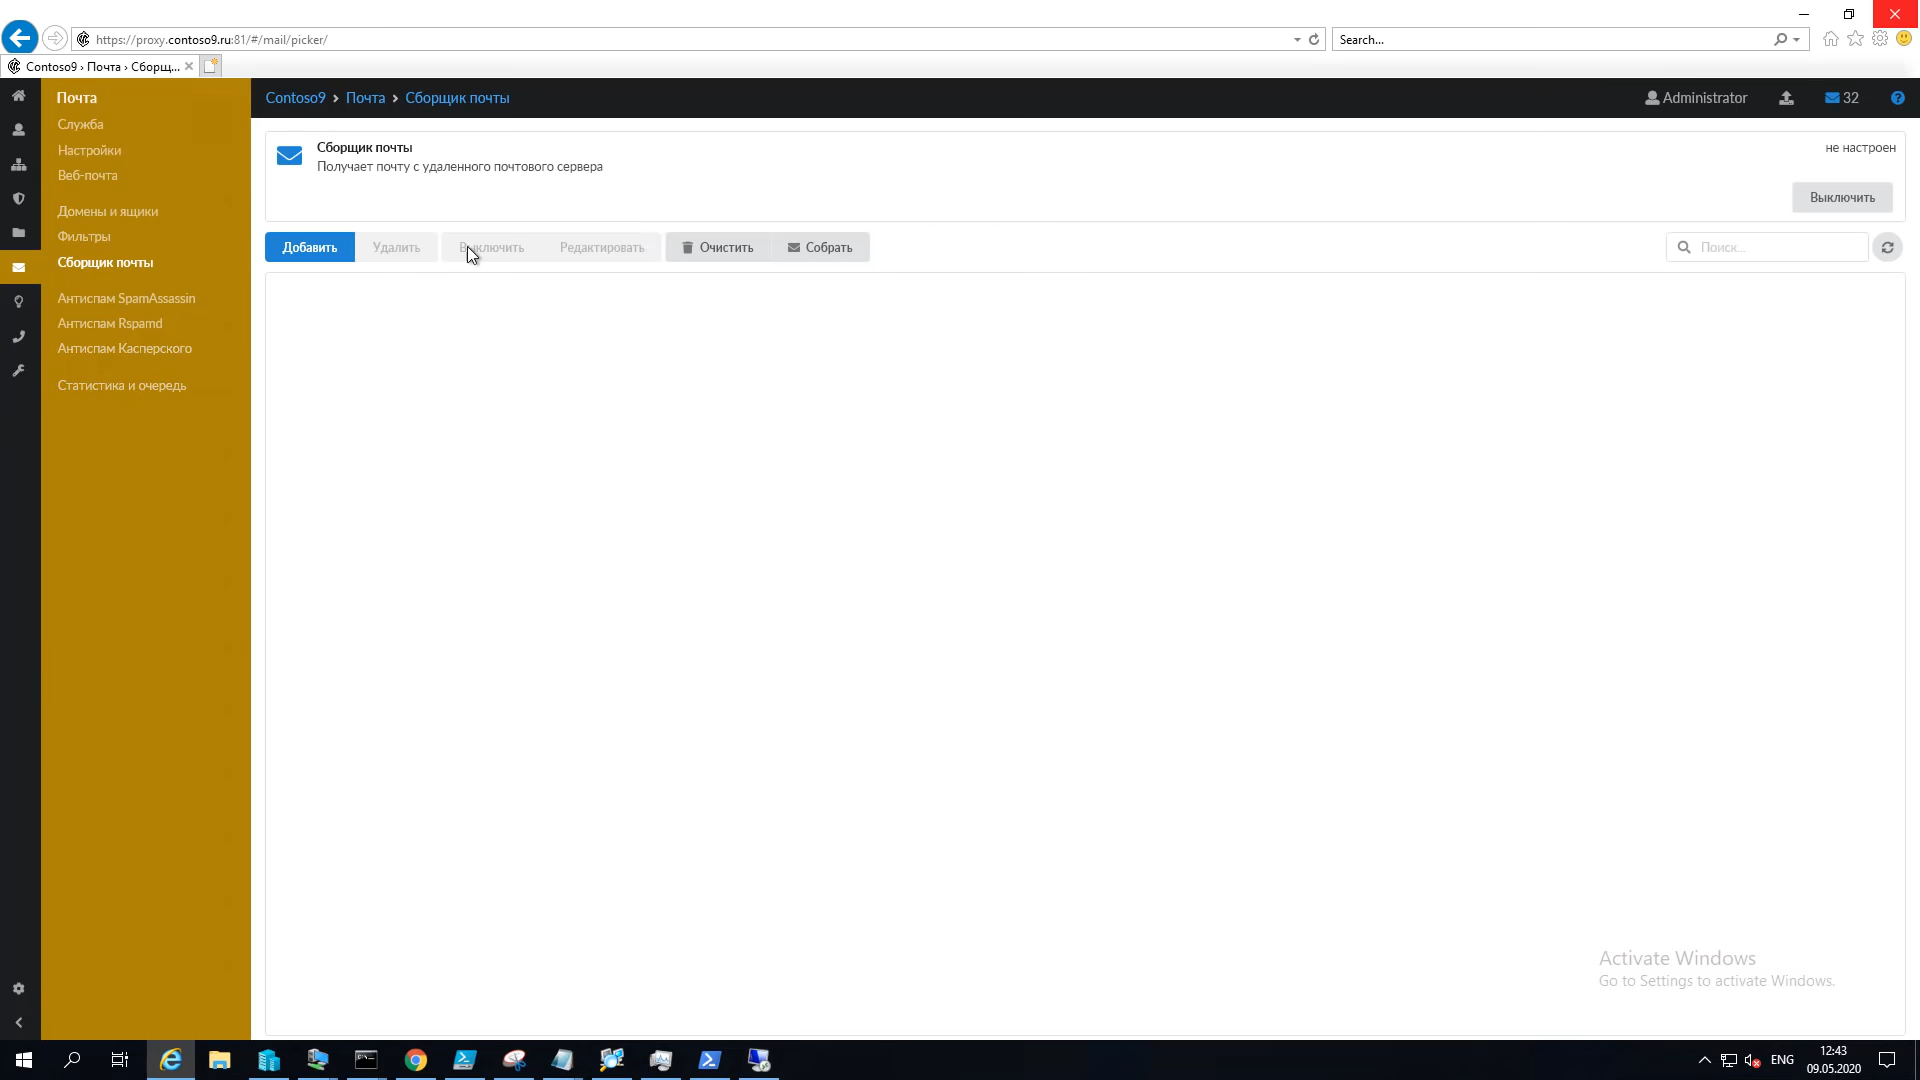 https://proxy.contoso9.ru:81/#/mail/picker/
Search...
Contoso9 › Почта › Сборщ...
Почта
Служба
Настройки
Веб-почта
Домены и ящики
Фильтры
Сборщик почты
Антиспам SpamAssassin
Антиспам Rspamd
Антиспам Касперского
Статистика и очередь
Contoso9 › Почта › Сборщик почты
Administrator
32
Сборщик почты
Получает почту с удаленного почтового сервера
не настроен
Выключить
Добавить
Удалить
Выключить
Редактировать
Очистить
Собрать
Поиск...
Activate Windows
Go to Settings to activate Windows.
ENG
12:43
09.05.2020